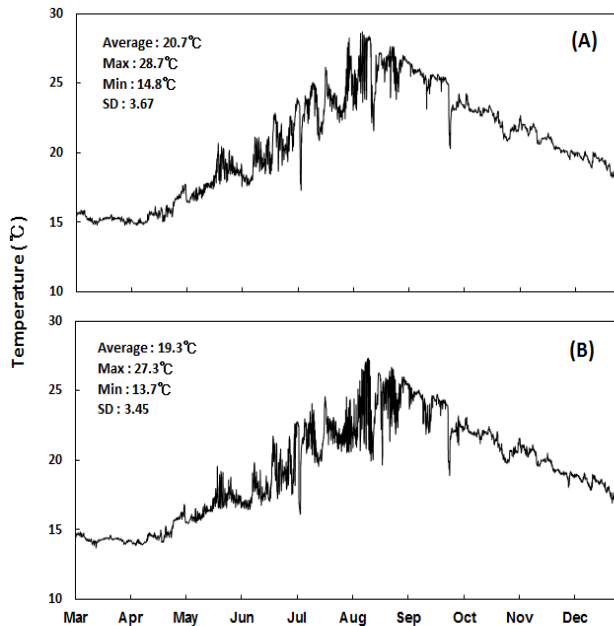 30
(A)
Average : 20.7℃
Max : 28.7℃
Min : 14.8℃
SD : 3.67
25
20
15
10
Temperature (℃)
30
(B)
Average : 19.3℃
Max : 27.3℃
Min : 13.7℃
SD : 3.45
25
20
15
10
Mar Apr May Jun Jul Aug Sep Oct Nov Dec